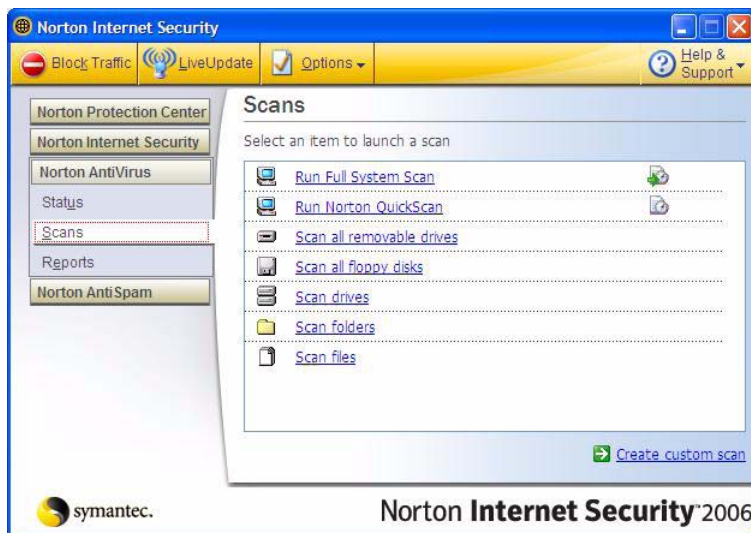 Norton Internet Security
Block Traffic LiveUpdate Options Help & Support
Norton Protection Center
Norton Internet Security
Norton AntiVirus
Status
Scans
Reports
Norton AntiSpam
Scans
Select an item to launch a scan
Run Full System Scan
Run Norton QuickScan
Scan all removable drives
Scan all floppy disks
Scan drives
Scan folders
Scan files
Create custom scan
symantec.
Norton Internet Security™ 2006